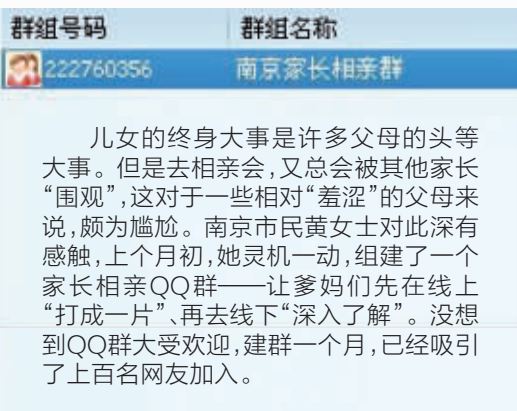 群组号码 群组名称
222760356 南京家长相亲群
儿女的终身大事是许多父母的头等
大事。但是去相亲会,又总会被其他家长
“围观”,这对于一些相对“羞涩”的父母来
说,颇为尴尬。南京市民黄女士对此深有
感触,上个月初,她灵机一动,组建了一个
家长相亲QQ群——让爹妈们先在线上
“打成一片”、再去线下“深入了解”。没想
到QQ群大受欢迎,建群一个月,已经吸引
了上百名网友加入。